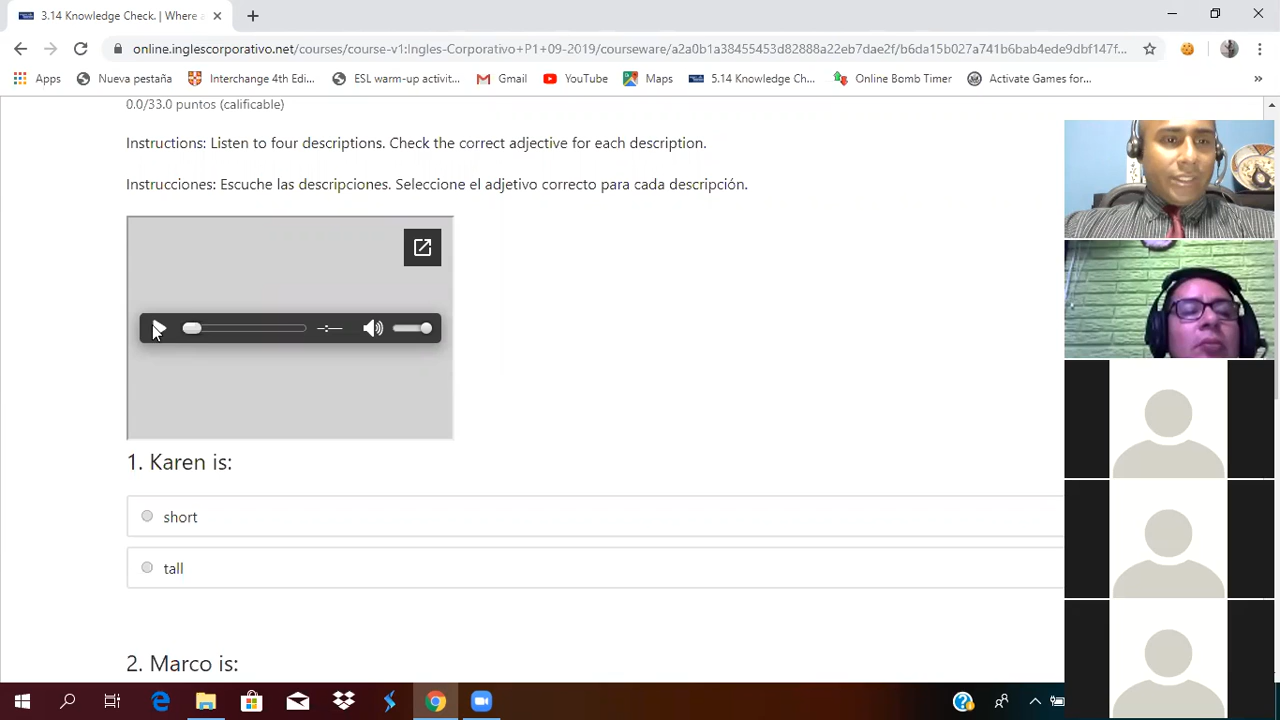 3.14 Knowledge Check. | Where a
online.inglescorporativo.net/courses/course-v1:Ingles-Corporativo+P1+09-2019/courseware/a2a0b1a38455453d82885a22eb7dae2f/b6da15b027a741b6bab4ede9dbf147f...
Apps
Nueva pestaña
Interchange 4th Edi...
ESL warm-up activit...
Gmail
YouTube
Maps
5.14 Knowledge Ch...
Online Bomb Timer
Activate Games for...
0.0/33.0 puntos (calificable)
Instructions: Listen to four descriptions. Check the correct adjective for each description.
Instrucciones: Escuche las descripciones. Seleccione el adjetivo correcto para cada descripción.
1. Karen is:
short
tall
2. Marco is: